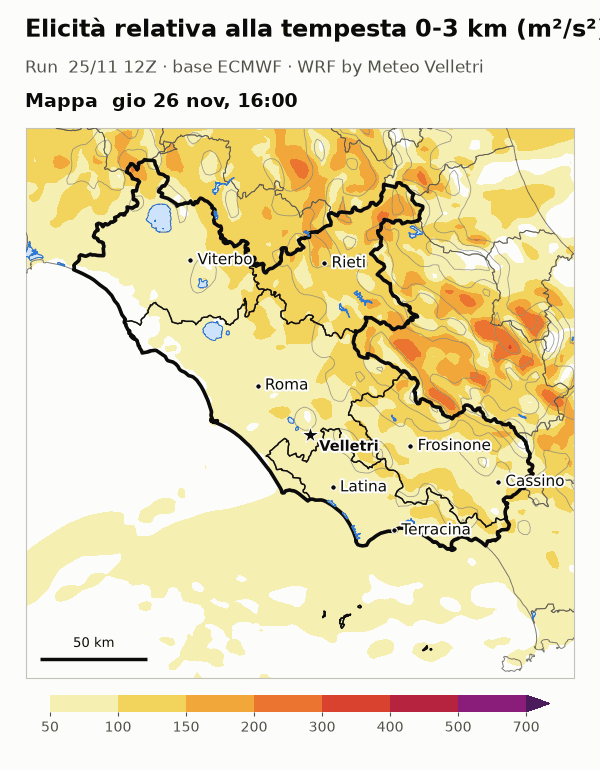 Elicità relativa alla tempesta 0-3 km (m²/s²)
Run 25/11 12Z · base ECMWF · WRF by Meteo Velletri
Mappa gio 26 nov, 16:00
Viterbo
Rieti
Roma
Velletri
Frosinone
Cassino
Latina
Terracina
50 km
50 100 150 200 300 400 500 700